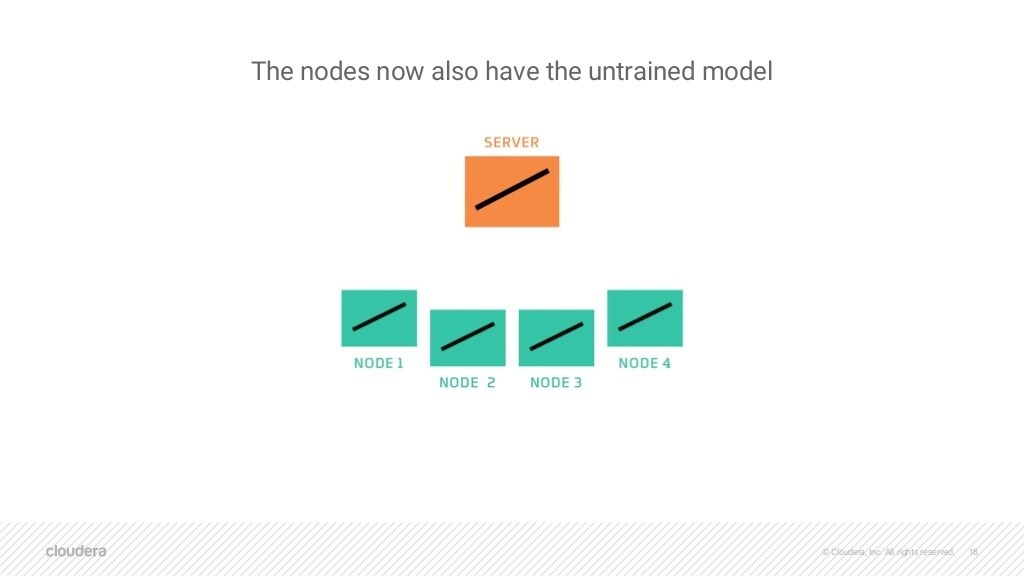 The nodes now also have the untrained model
SERVER
NODE 1
NODE 2
NODE 3
NODE 4
cloudera
© Cloudera, Inc. All rights reserved. 18